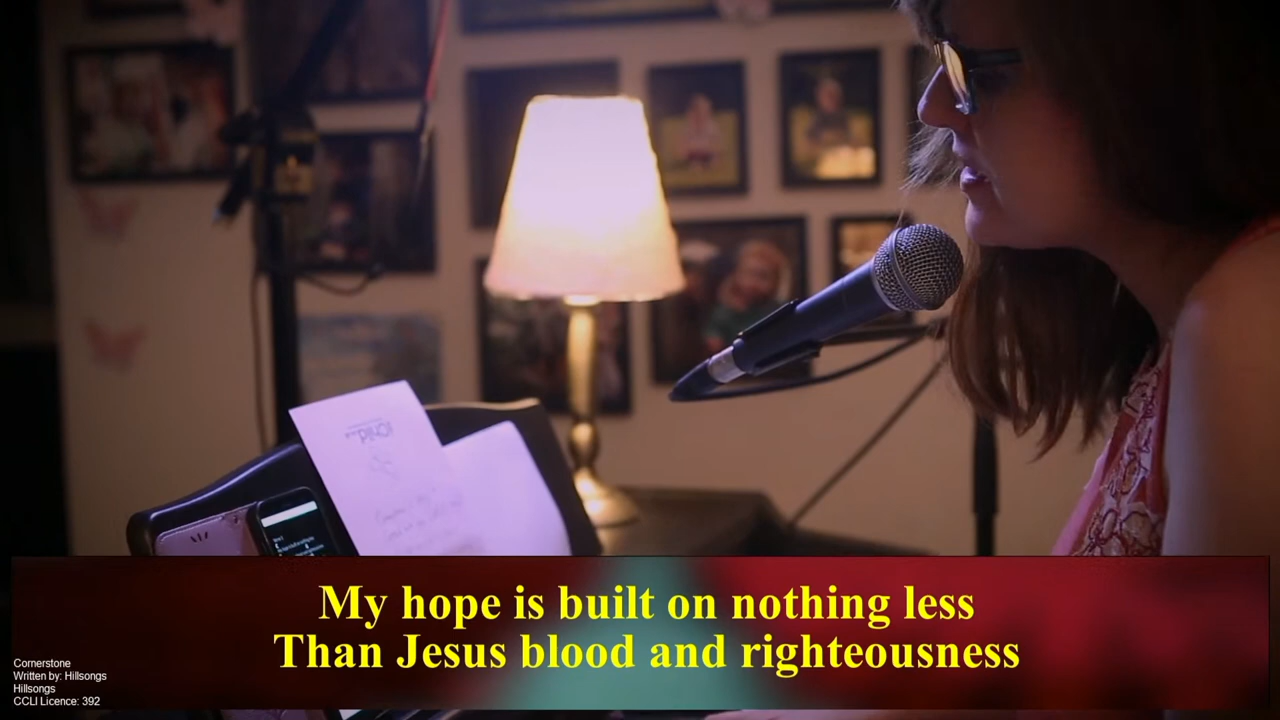 My hope is built on nothing less
Than Jesus blood and righteousness
Cornerstone
Written by: Hillsongs
Hillsongs
CCLI Licence: 392